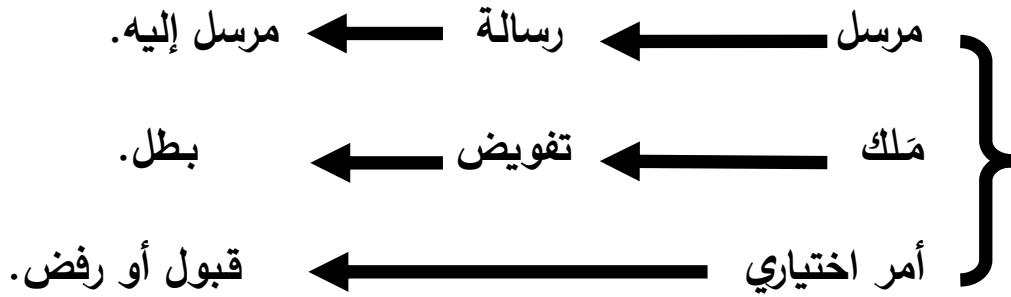 مرسل رسالة مرسل إليه.
مَلك تفويض بطل.
أمر اختياري قبول أو رفض.